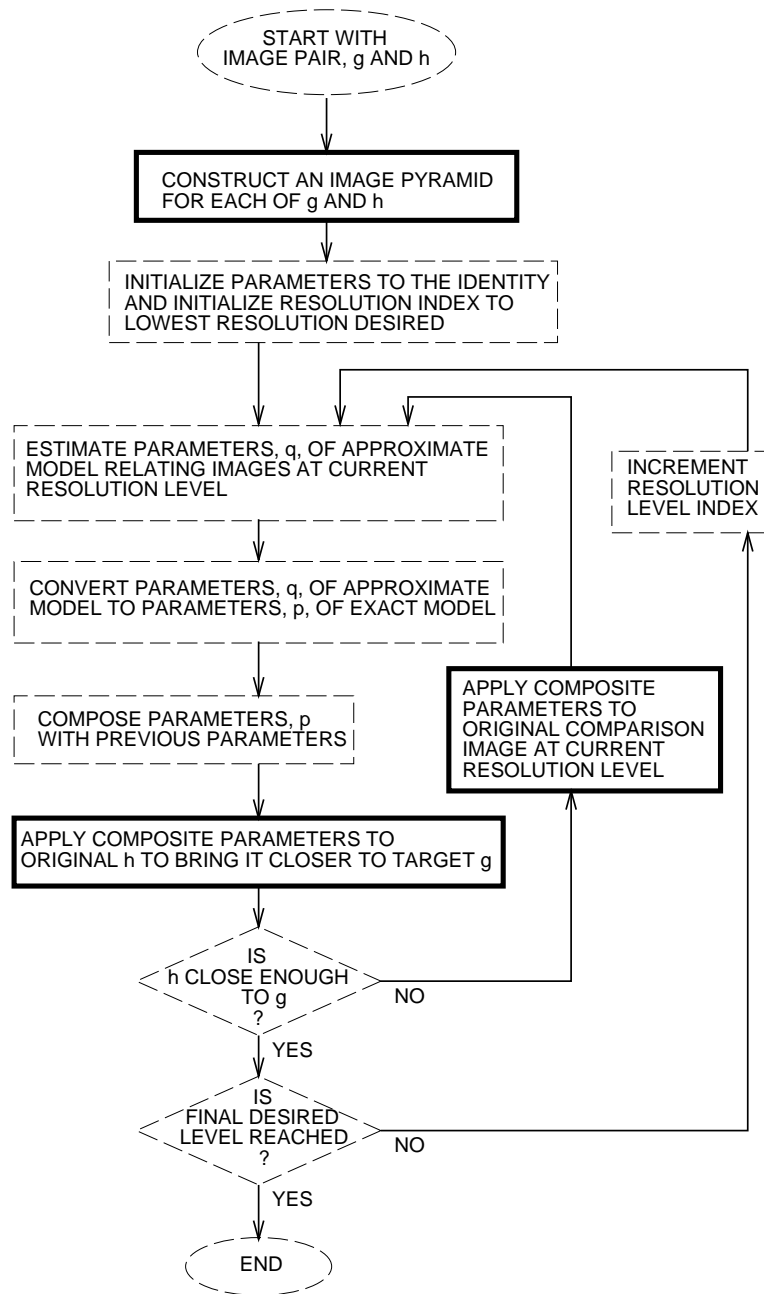 START WITH
IMAGE PAIR, g AND h
CONSTRUCT AN IMAGE PYRAMID
FOR EACH OF g AND h
INITIALIZE PARAMETERS TO THE IDENTITY
AND INITIALIZE RESOLUTION INDEX TO
LOWEST RESOLUTION DESIRED
ESTIMATE PARAMETERS, q, OF APPROXIMATE
MODEL RELATING IMAGES AT CURRENT
RESOLUTION LEVEL
INCREMENT
RESOLUTION
LEVEL INDEX
CONVERT PARAMETERS, q, OF APPROXIMATE
MODEL TO PARAMETERS, p, OF EXACT MODEL
COMPOSE PARAMETERS, p
WITH PREVIOUS PARAMETERS
APPLY COMPOSITE
PARAMETERS TO
ORIGINAL COMPARISON
IMAGE AT CURRENT
RESOLUTION LEVEL
APPLY COMPOSITE PARAMETERS TO
ORIGINAL h TO BRING IT CLOSER TO TARGET g
IS
h CLOSE ENOUGH
TO g
?
NO
YES
IS
FINAL DESIRED
LEVEL REACHED
?
NO
YES
END